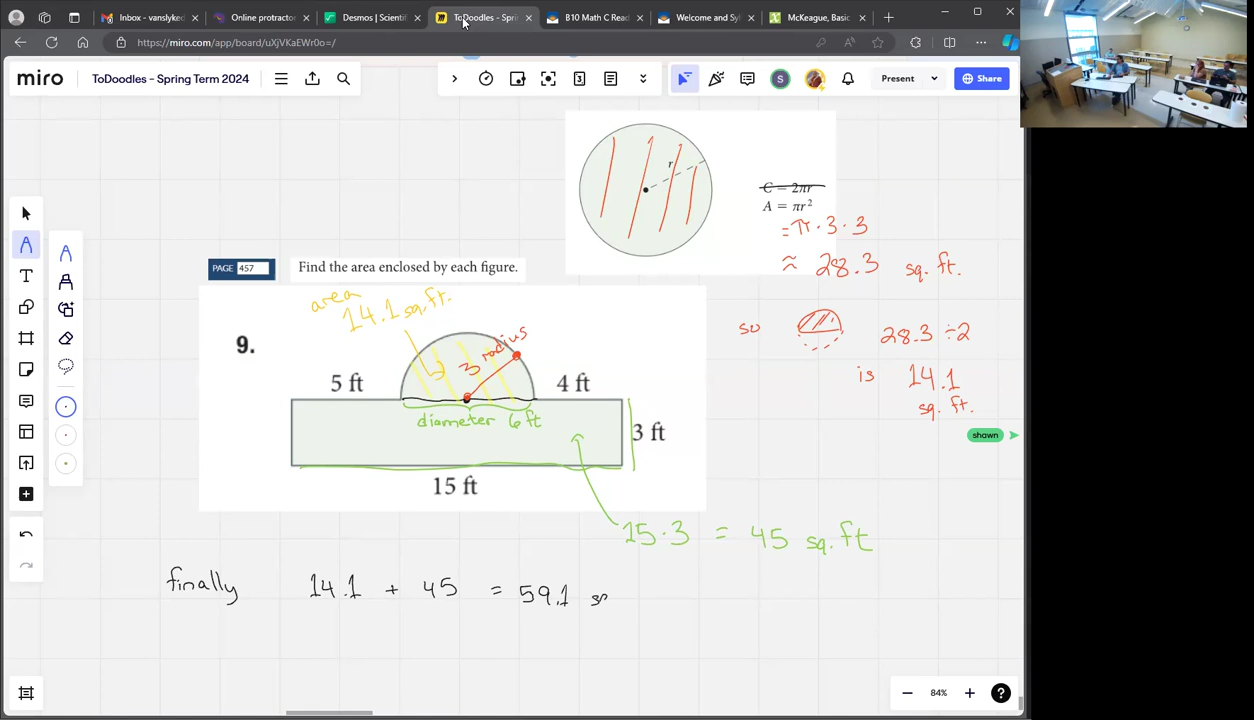 Inbox - vanslyked
Online protractor
Desmos | Scientifi
ToDoodles - Spri
B10 Math C Read
Welcome and Syl
McKeague, Basic
https://miro.com/app/board/uXjVKaEWr0o=/
miro
ToDoodles - Spring Term 2024
3
S
Present
Share
r
C = 2πr
A = πr²
= π · 3 · 3
≈ 28.3 sq. ft.
PAGE 457
Find the area enclosed by each figure.
area
14.1 sq. ft.
so
28.3 ÷ 2
is 14.1
sq. ft.
9.
3 radius
5 ft
4 ft
diameter 6 ft
3 ft
shawn
15 ft
15 · 3 = 45 sq. ft
finally 14.1 + 45 = 59.1
84%
?